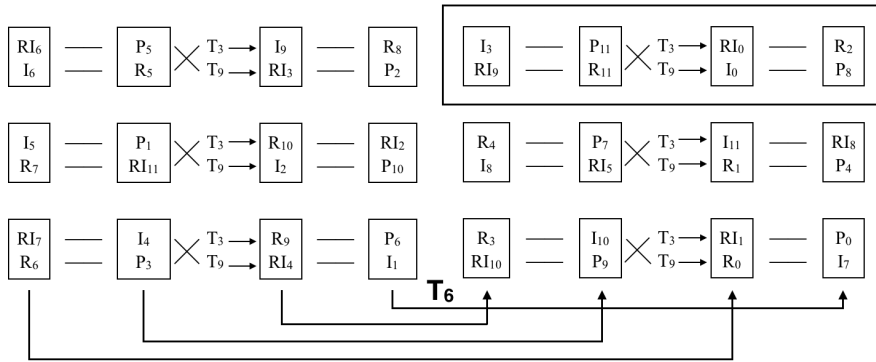 RI₆ P₅ T₃ I₉ R₈ I₃ P₁₁ T₃ RI₀ R₂
I₆ R₅ T₉ RI₃ P₂ RI₉ R₁₁ T₉ I₀ P₈
I₅ P₁ T₃ R₁₀ RI₂ R₄ P₇ T₃ I₁₁ RI₈
R₇ RI₁₁ T₉ I₂ P₁₀ I₈ RI₅ T₉ R₁ P₄
RI₇ I₄ T₃ R₉ P₆ R₃ I₁₀ T₃ RI₁ P₀
R₆ P₃ T₉ RI₄ I₁ RI₁₀ P₉ T₉ R₀ I₇
T₆